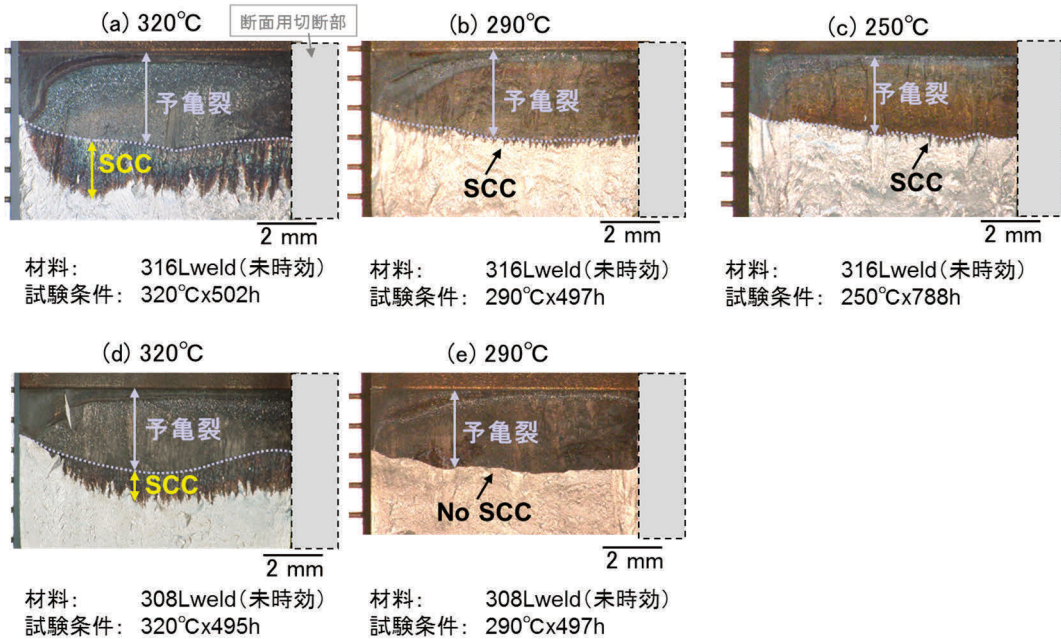 (a) 320℃
断面用切断部
(b) 290℃
(c) 250℃
予亀裂
SCC
2 mm
予亀裂
SCC
2 mm
予亀裂
SCC
2 mm
材料: 316Lweld(未時効)
試験条件: 320℃x502h
材料: 316Lweld(未時効)
試験条件: 290℃x497h
材料: 316Lweld(未時効)
試験条件: 250℃x788h
(d) 320℃
(e) 290℃
予亀裂
SCC
2 mm
予亀裂
No SCC
2 mm
材料: 308Lweld(未時効)
試験条件: 320℃x495h
材料: 308Lweld(未時効)
試験条件: 290℃x497h